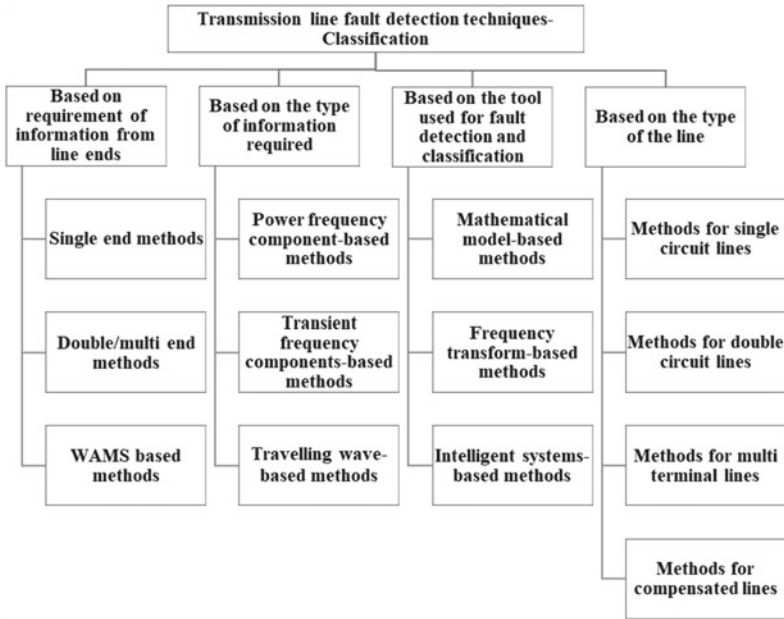 Transmission line fault detection techniques-
Classification
Based on
requirement of
information from
line ends
Single end methods
Double/multi end
methods
WAMS based
methods
Based on the type
of information
required
Power frequency
component-based
methods
Transient
frequency
components-based
methods
Travelling wave-
based methods
Based on the tool
used for fault
detection and
classification
Mathematical
model-based
methods
Frequency
transform-based
methods
Intelligent systems-
based methods
Based on the type
of the line
Methods for single
circuit lines
Methods for double
circuit lines
Methods for multi
terminal lines
Methods for
compensated lines